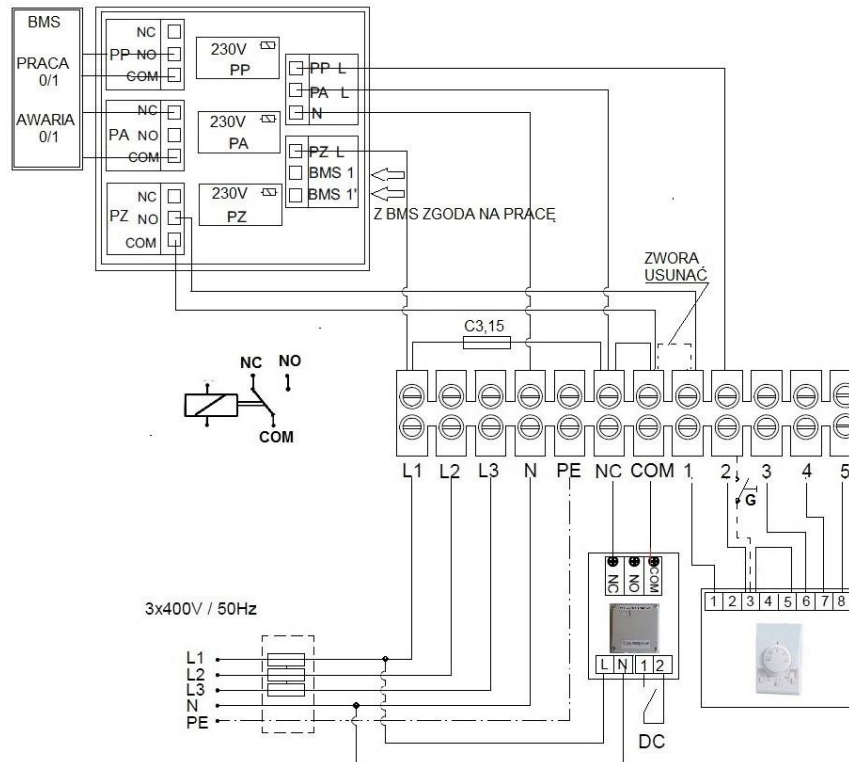 BMS
PRACA
0/1
AWARIA
0/1
NC
PP NO
COM
NC
PA NO
COM
NC
PZ NO
COM
230V
PP
230V
PA
230V
PZ
PP L
PA L
N
PZ L
BMS 1
BMS 1'
Z BMS ZGODA NA PRACĘ
ZWORA
USUNAĆ
C3,15
NC NO
COM
L1 L2 L3 N PE NC COM 1 2 3 4 5
G
NC NO COM
L N 1 2
DC
1 2 3 4 5 6 7 8
3x400V / 50Hz
L1
L2
L3
N
PE